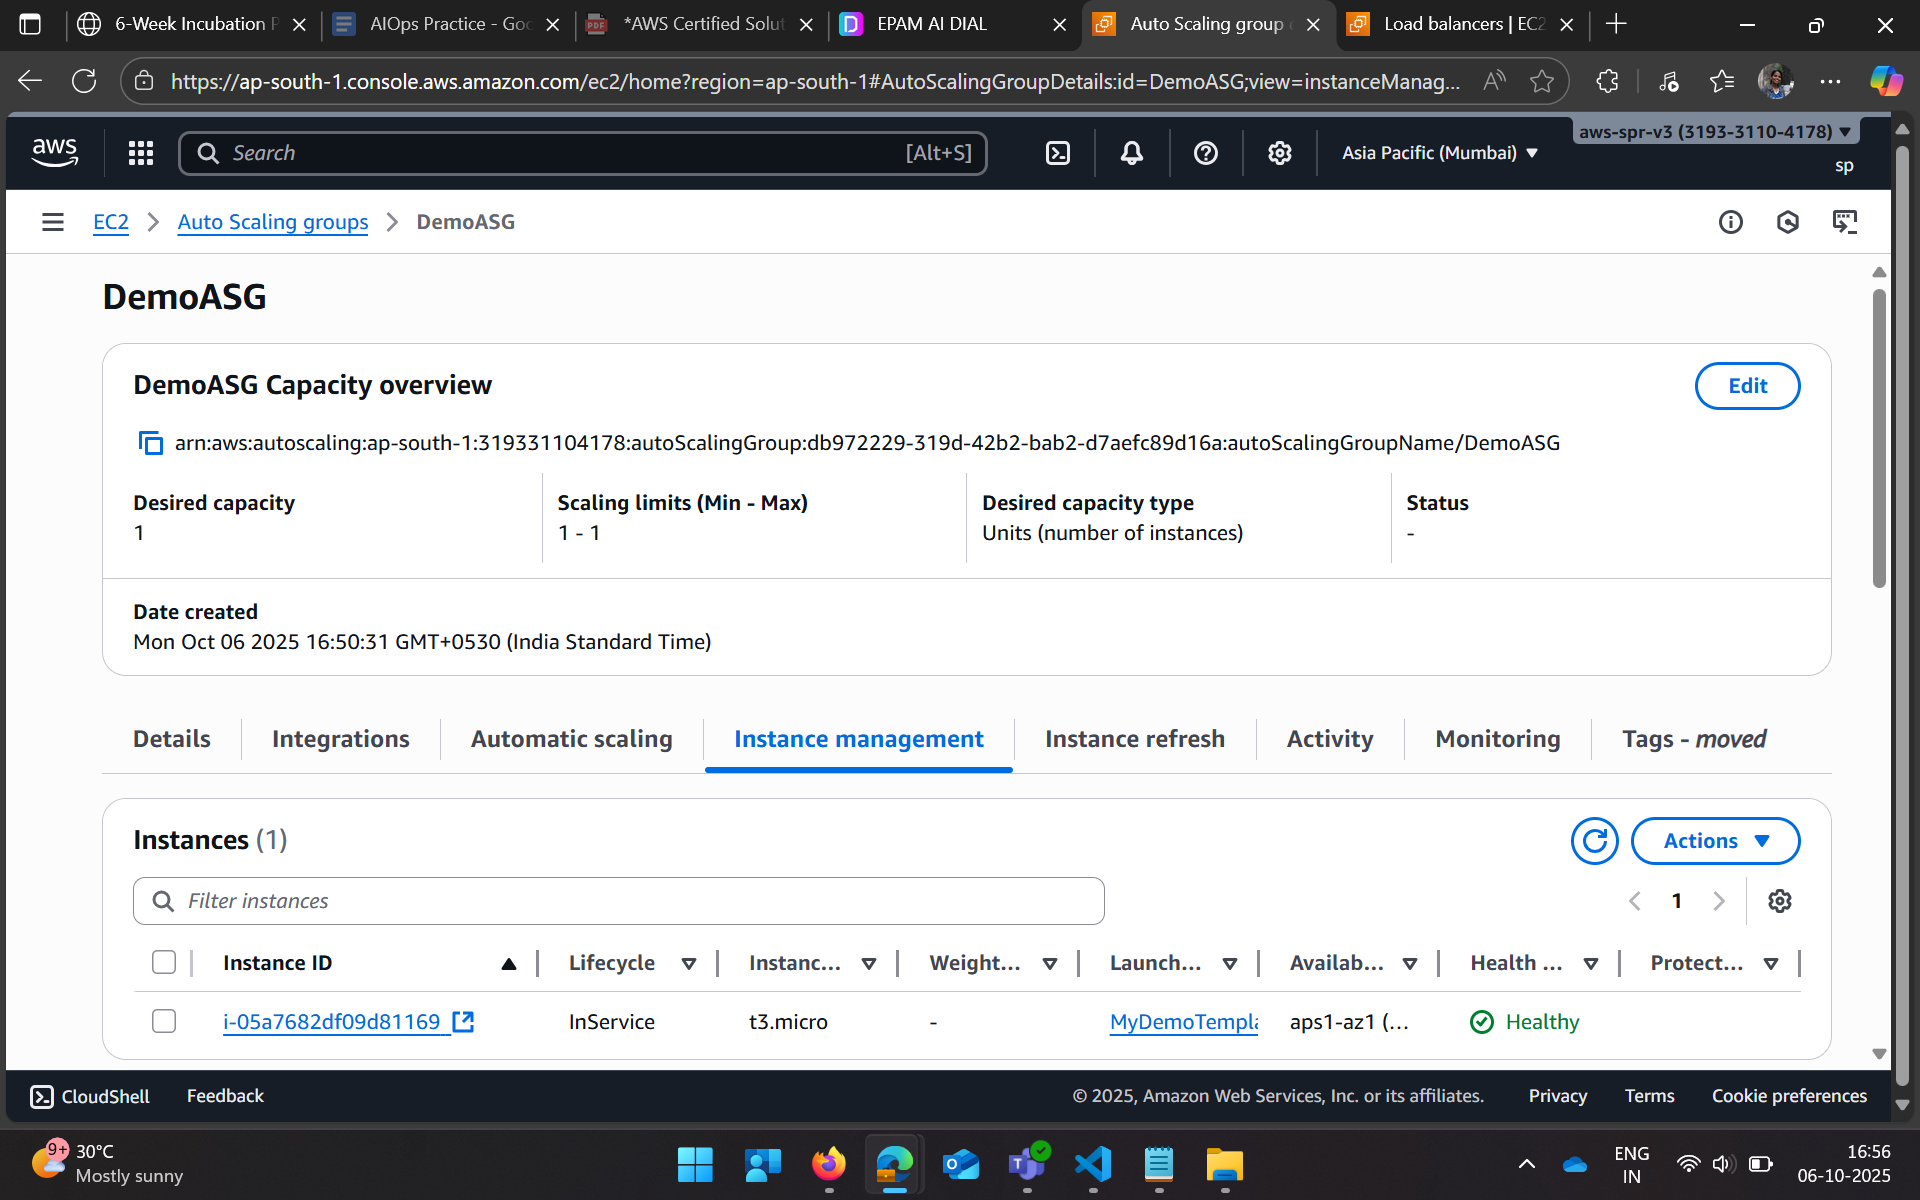 6-Week Incubation P
AIOps Practice - Goo
*AWS Certified Solut
EPAM AI DIAL
Auto Scaling group
Load balancers | EC2
https://ap-south-1.console.aws.amazon.com/ec2/home?region=ap-south-1#AutoScalingGroupDetails:id=DemoASG;view=instanceManag...
aws
Search
[Alt+S]
Asia Pacific (Mumbai)
aws-spr-v3 (3193-3110-4178)
sp
EC2
Auto Scaling groups
DemoASG
DemoASG
DemoASG Capacity overview
Edit
arn:aws:autoscaling:ap-south-1:319331104178:autoScalingGroup:db972229-319d-42b2-bab2-d7aefc89d16a:autoScalingGroupName/DemoASG
Desired capacity
1
Scaling limits (Min - Max)
1 - 1
Desired capacity type
Units (number of instances)
Status
-
Date created
Mon Oct 06 2025 16:50:31 GMT+0530 (India Standard Time)
Details
Integrations
Automatic scaling
Instance management
Instance refresh
Activity
Monitoring
Tags - moved
Instances (1)
Actions
Filter instances
1
Instance ID
Lifecycle
Instanc...
Weight...
Launch...
Availab...
Health ...
Protect...
i-05a7682df09d81169
InService
t3.micro
-
MyDemoTempla
aps1-az1 (...
Healthy
CloudShell
Feedback
© 2025, Amazon Web Services, Inc. or its affiliates.
Privacy
Terms
Cookie preferences
9+
30°C
Mostly sunny
ENG
IN
16:56
06-10-2025